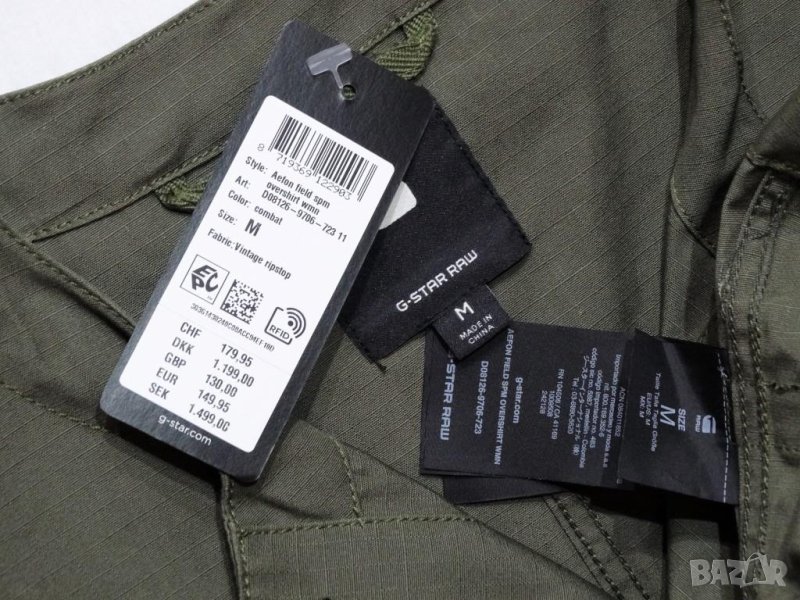 8 719369 122903
Style: Aefon field spm
overshirt wmn
Art: D08126-9706-723 11
Color: combat
Size: M
Fabric: Vintage ripstop
EPC
RFID
CHF 179,95
DKK 1.199,00
GBP 130,00
EUR 149,95
SEK 1.499,00
g-star.com
G-STAR RAW
M
MADE IN
CHINA
G-STAR RAW
D08126-9706-723
AEFON FIELD SPM OVERSHIRT WMN
g-star.com
RAW
SIZE
M
BAZAR